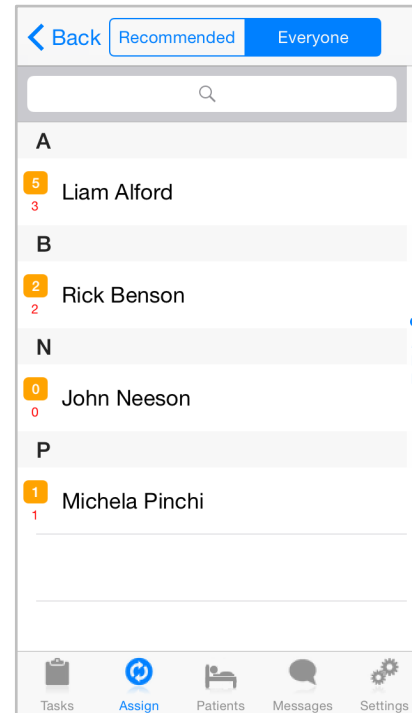 Back Recommended Everyone
A
5
3 Liam Alford
B
2
2 Rick Benson
N
0
0 John Neeson
P
1
1 Michela Pinchi
Tasks Assign Patients Messages Settings